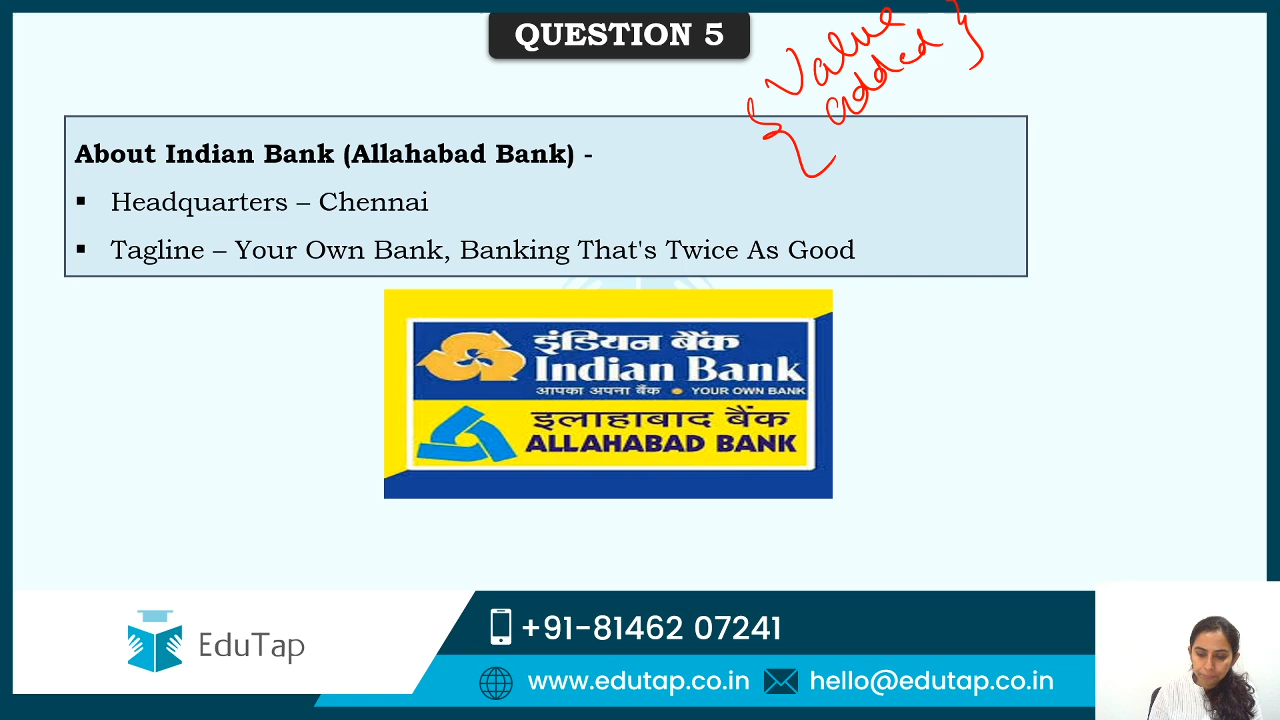 QUESTION 5
{ Value
added }
About Indian Bank (Allahabad Bank) -
▪ Headquarters – Chennai
▪ Tagline – Your Own Bank, Banking That's Twice As Good
इंडियन बैंक
Indian Bank
आपका अपना बैंक ● YOUR OWN BANK
इलाहाबाद बैंक
ALLAHABAD BANK
EduTap
+91-81462 07241
www.edutap.co.in hello@edutap.co.in